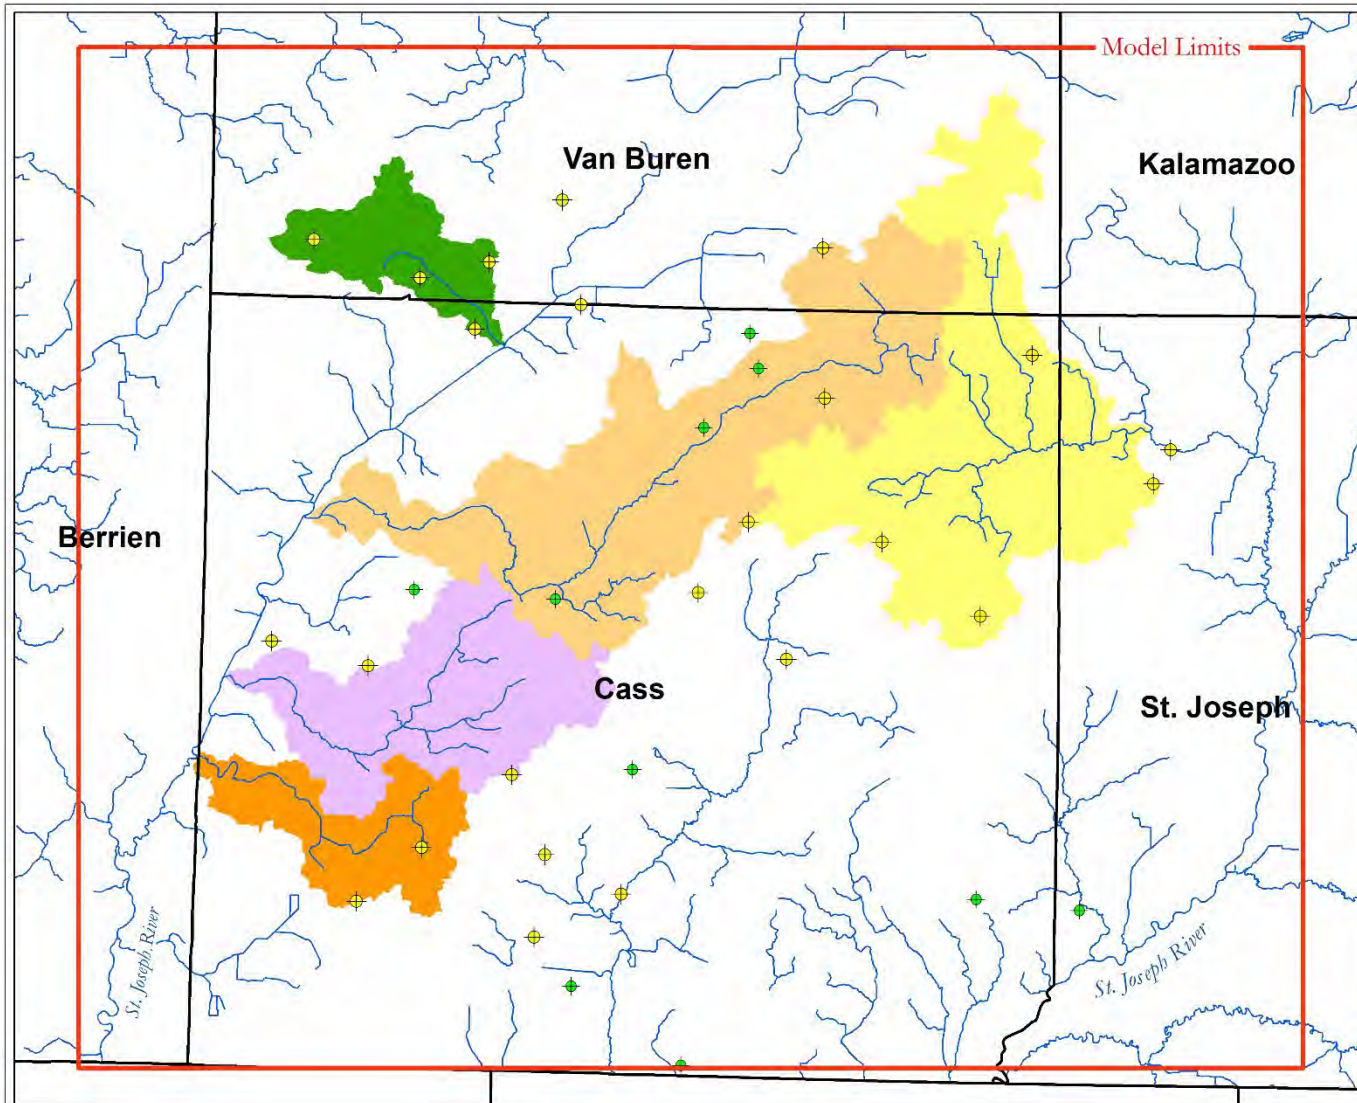 Model Limits
Van Buren
Kalamazoo
Berrien
Cass
St. Joseph
St. Joseph River
St. Joseph River